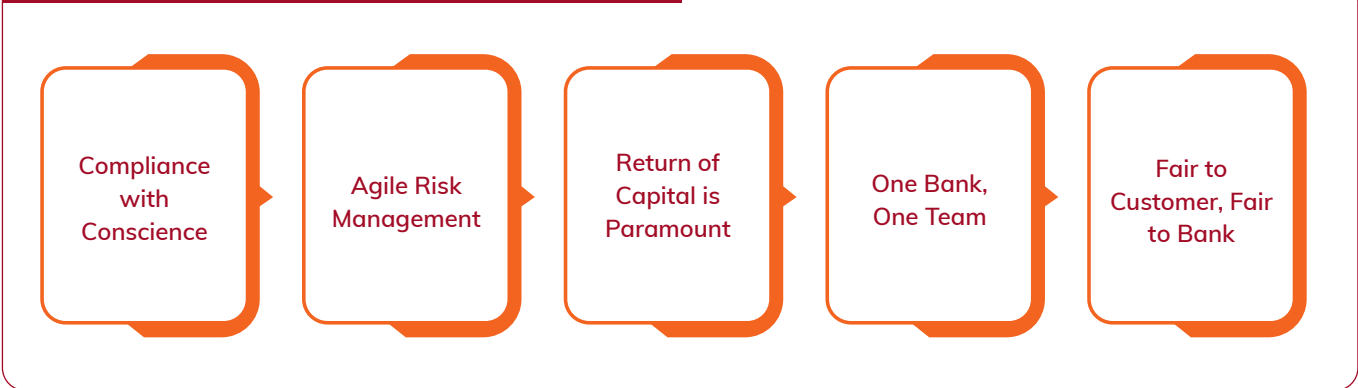 Compliance
with
Conscience
Agile Risk
Management
Return of
Capital is
Paramount
One Bank,
One Team
Fair to
Customer, Fair
to Bank